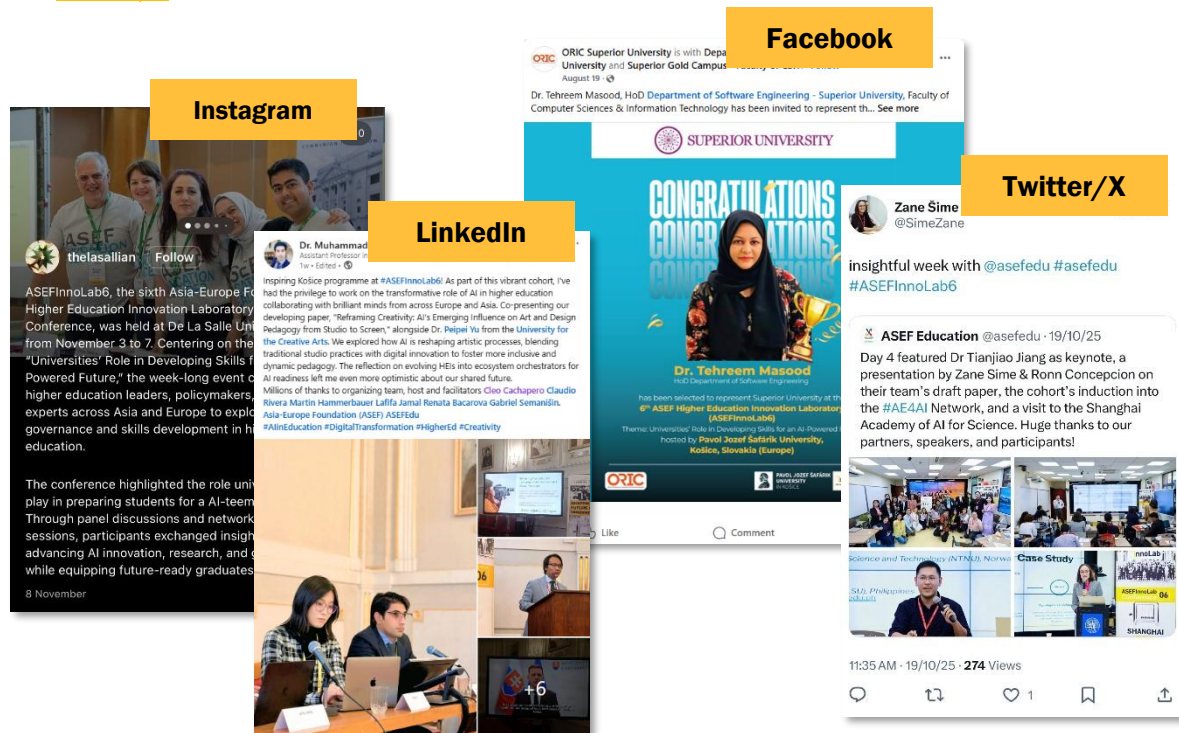 Instagram
thelasallian Follow
ASEFInnoLab6, the sixth Asia-Europe
Higher Education Innovation Laboratory
Conference, was held at De La Salle
from November 3 to 7. Centering on the
"Universities' Role in Developing Skills
Powered Future," the week-long event
higher education leaders, policymakers,
experts across Asia and Europe to
governance and skills development in
education.
The conference highlighted the role
play in preparing students for a
Through panel discussions and
sessions, participants exchanged
advancing AI innovation, research, and
while equipping future-ready graduates
8 November
LinkedIn
Dr. Muhammad
Assistant Professor in
1w • Edited •
Inspiring Košice programme at #ASEFInnoLab6! As part of this vibrant cohort, I've
had the privilege to work on the transformative role of AI in higher education
collaborating with brilliant minds from across Europe and Asia. Co-presenting our
developing paper, "Reframing Creativity: AI's Emerging Influence on Art and Design
Pedagogy from Studio to Screen," alongside Dr. Peipei Yu from the University for
the Creative Arts. We explored how AI is reshaping artistic processes, blending
traditional studio practices with digital innovation to foster more inclusive and
dynamic pedagogy. The reflection on evolving HEIs into ecosystem orchestrators for
AI readiness left me even more optimistic about our shared future.
Millions of thanks to organizing team, host and facilitators Cleo Cachapero Claudio
Rivera Martin Hammerbauer Lafifa Jamal Renata Bacarova Gabriel Semanišin.
Asia-Europe Foundation (ASEF) ASEFEdu
#AIinEducation #DigitalTransformation #HigherEd #Creativity
06
+6
Facebook
ORIC
ORIC Superior University is with
University and Superior Gold Campus
August 19
Dr. Tehreem Masood, HoD Department of Software Engineering - Superior University, Faculty of
Computer Sciences & Information Technology has been invited to represent th... See more
SUPERIOR UNIVERSITY
CONGRATULATIONS
Dr. Tehreem Masood
HoD Department of Software Engineering
has been selected to represent Superior University at the
6th ASEF Higher Education Innovation Laboratory
(ASEFInnoLab6)
Theme: Universities' Role in Developing Skills for an AI-Powered
hosted by Pavol Jozef Šafárik University,
Košice, Slovakia (Europe)
ORIC
PAVOL JOZEF ŠAFÁRIK
UNIVERSITY
IN KOŠICE
Like Comment
Twitter/X
Zane Šime
@SimeZane
insightful week with @asefedu #asefedu
#ASEFInnoLab6
ASEF Education @asefedu · 19/10/25
Day 4 featured Dr Tianjiao Jiang as keynote, a
presentation by Zane Sime & Ronn Concepcion on
their team's draft paper, the cohort's induction into
the #AE4AI Network, and a visit to the Shanghai
Academy of AI for Science. Huge thanks to our
partners, speakers, and participants!
Science and Technology (NTNU),
Philippines
Case Study
ASEFInnoLab 06
SHANGHAI
11:35 AM · 19/10/25 · 274 Views
1